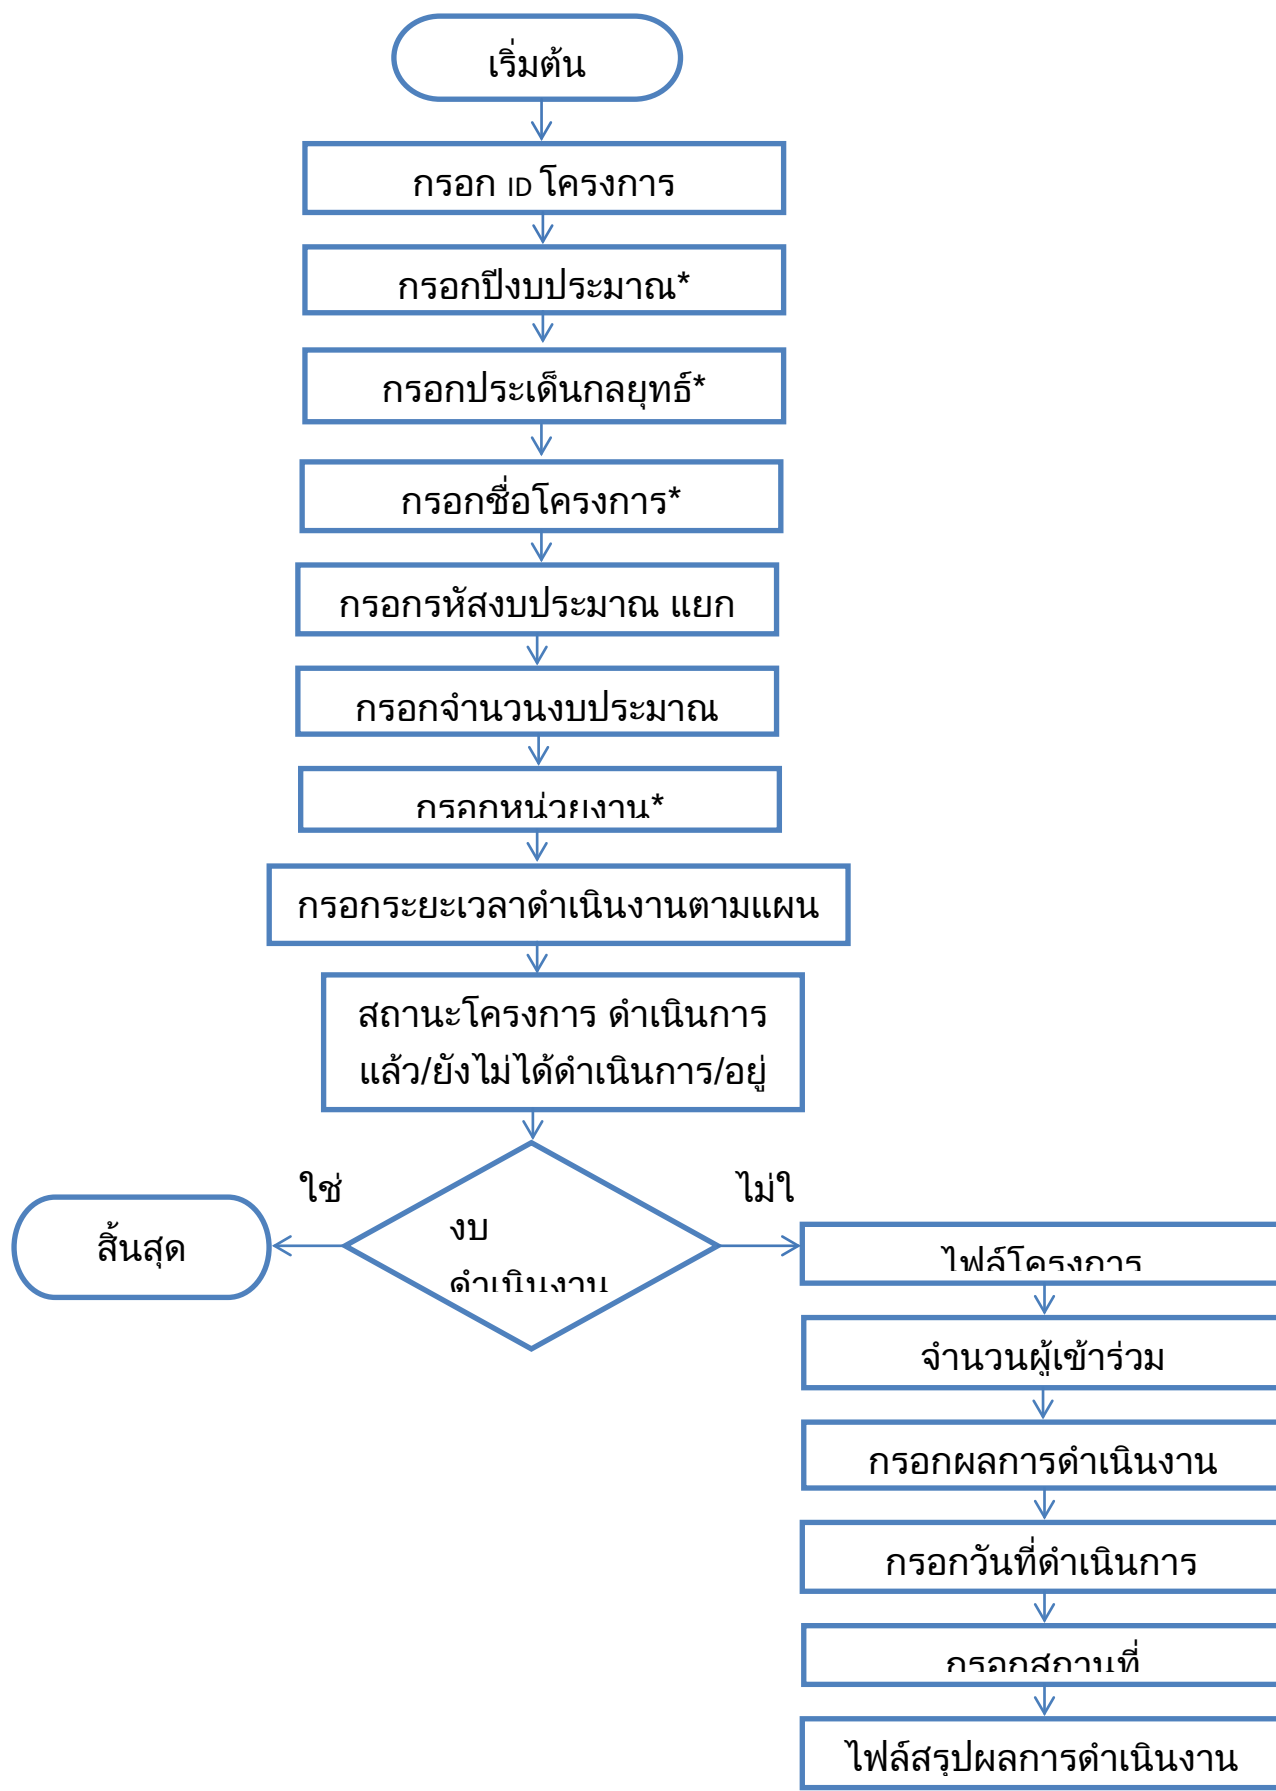 เริ่มต้น
กรอก ID โครงการ
กรอกปีงบประมาณ*
กรอกประเด็นกลยุทธ์*
กรอกชื่อโครงการ*
กรอกรหัสงบประมาณ แยก
กรอกจำนวนงบประมาณ
กรอกหน่วยงาน*
กรอกระยะเวลาดำเนินงานตามแผน
สถานะโครงการ ดำเนินการ
แล้ว/ยังไม่ได้ดำเนินการ/อยู่
ใช่
ไม่ใ
งบ
ดำเนินงาน
สิ้นสุด
ไฟล์โครงการ
จำนวนผู้เข้าร่วม
กรอกผลการดำเนินงาน
กรอกวันที่ดำเนินการ
กรอกสถานที่
ไฟล์สรุปผลการดำเนินงาน